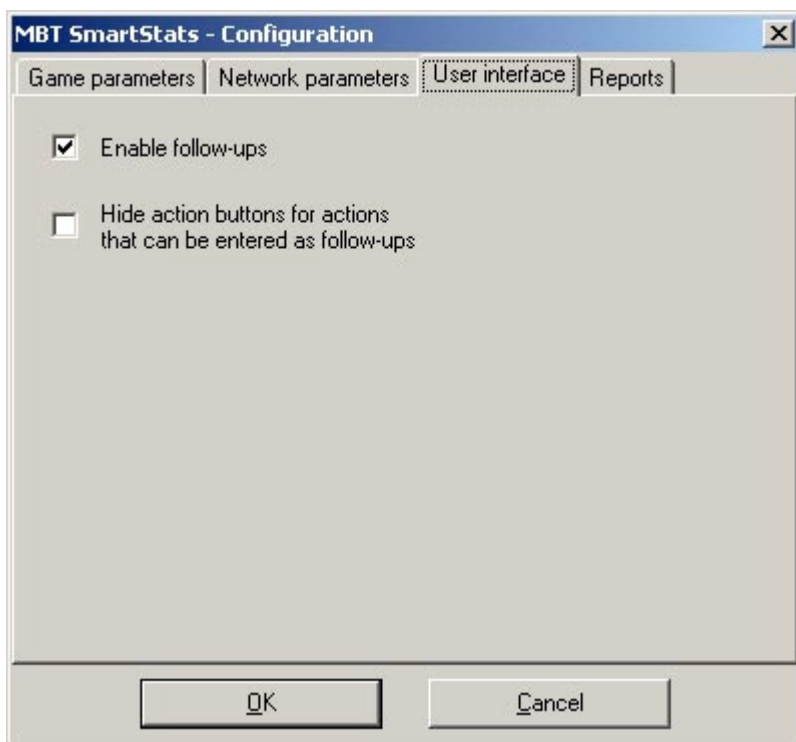 MBT SmartStats - Configuration
Game parameters Network parameters User interface Reports
Enable follow-ups
Hide action buttons for actions
that can be entered as follow-ups
OK Cancel